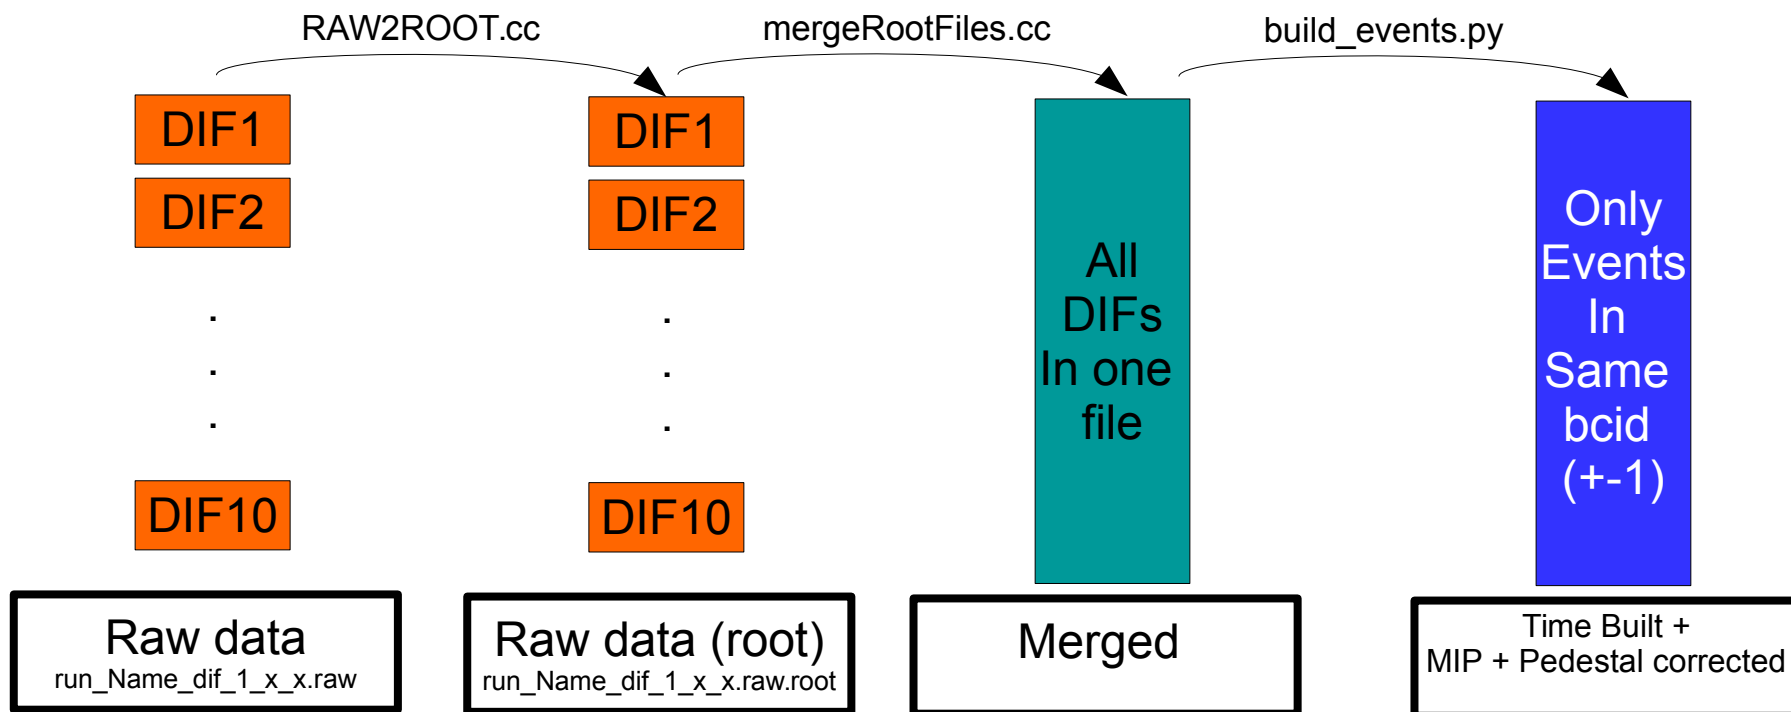 RAW2ROOT.cc
mergeRootFiles.cc
build_events.py
DIF1
DIF2
.
.
.
DIF10
DIF1
DIF2
.
.
.
DIF10
All
DIFs
In one
file
Only
Events
In
Same
bcid
(+-1)
Raw data
run_Name_dif_1_x_x.raw
Raw data (root)
run_Name_dif_1_x_x.raw.root
Merged
Time Built +
MIP + Pedestal corrected